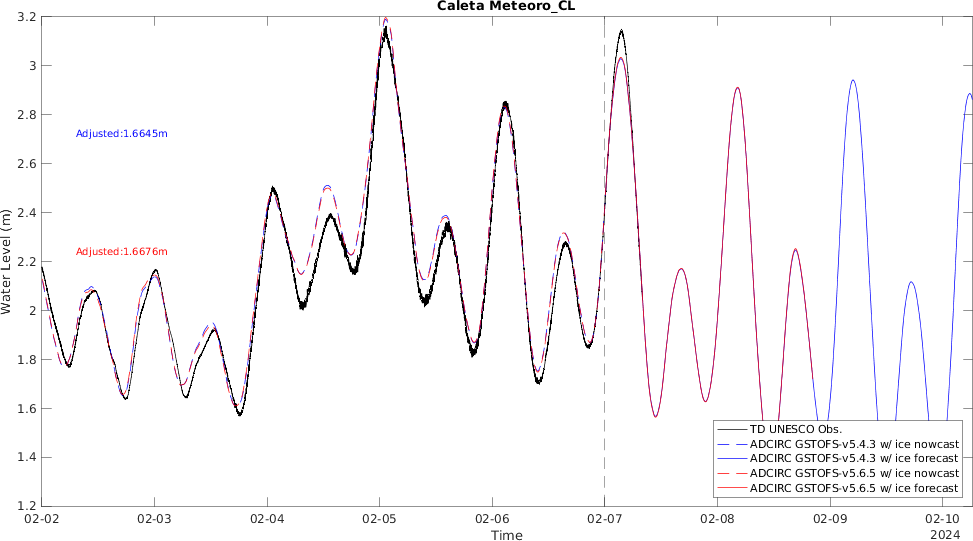 Caleta Meteoro_CL
3.2
3
2.8
2.6
2.4
2.2
2
1.8
1.6
1.4
1.2
Water Level (m)
Adjusted:1.6645m
Adjusted:1.6676m
TD UNESCO Obs.
ADCIRC GSTOFS-v5.4.3 w/ ice nowcast
ADCIRC GSTOFS-v5.4.3 w/ ice forecast
ADCIRC GSTOFS-v5.6.5 w/ ice nowcast
ADCIRC GSTOFS-v5.6.5 w/ ice forecast
02-02 02-03 02-04 02-05 02-06 02-07 02-08 02-09 02-10
Time
2024